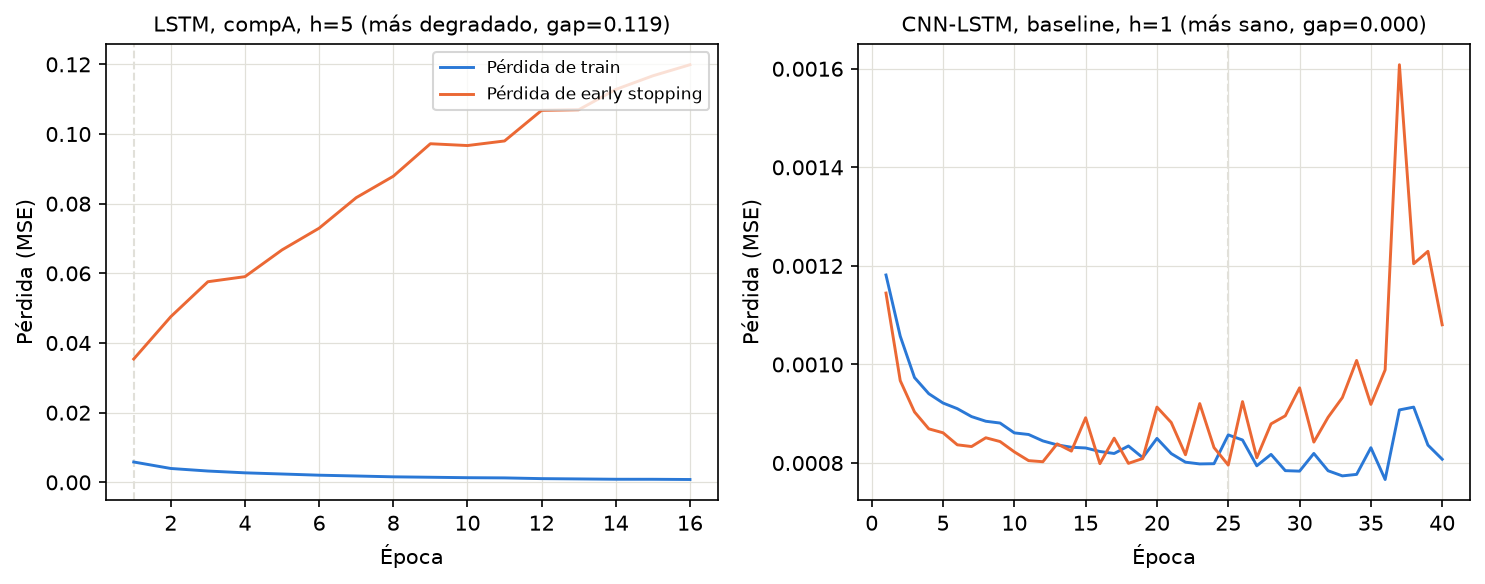 LSTM, compA, h=5 (más degradado, gap=0.119)
Pérdida (MSE)
0.12
0.10
0.08
0.06
0.04
0.02
0.00
Pérdida de train
Pérdida de early stopping
2 4 6 8 10 12 14 16
Época
CNN-LSTM, baseline, h=1 (más sano, gap=0.000)
Pérdida (MSE)
0.0016
0.0014
0.0012
0.0010
0.0008
0 5 10 15 20 25 30 35 40
Época